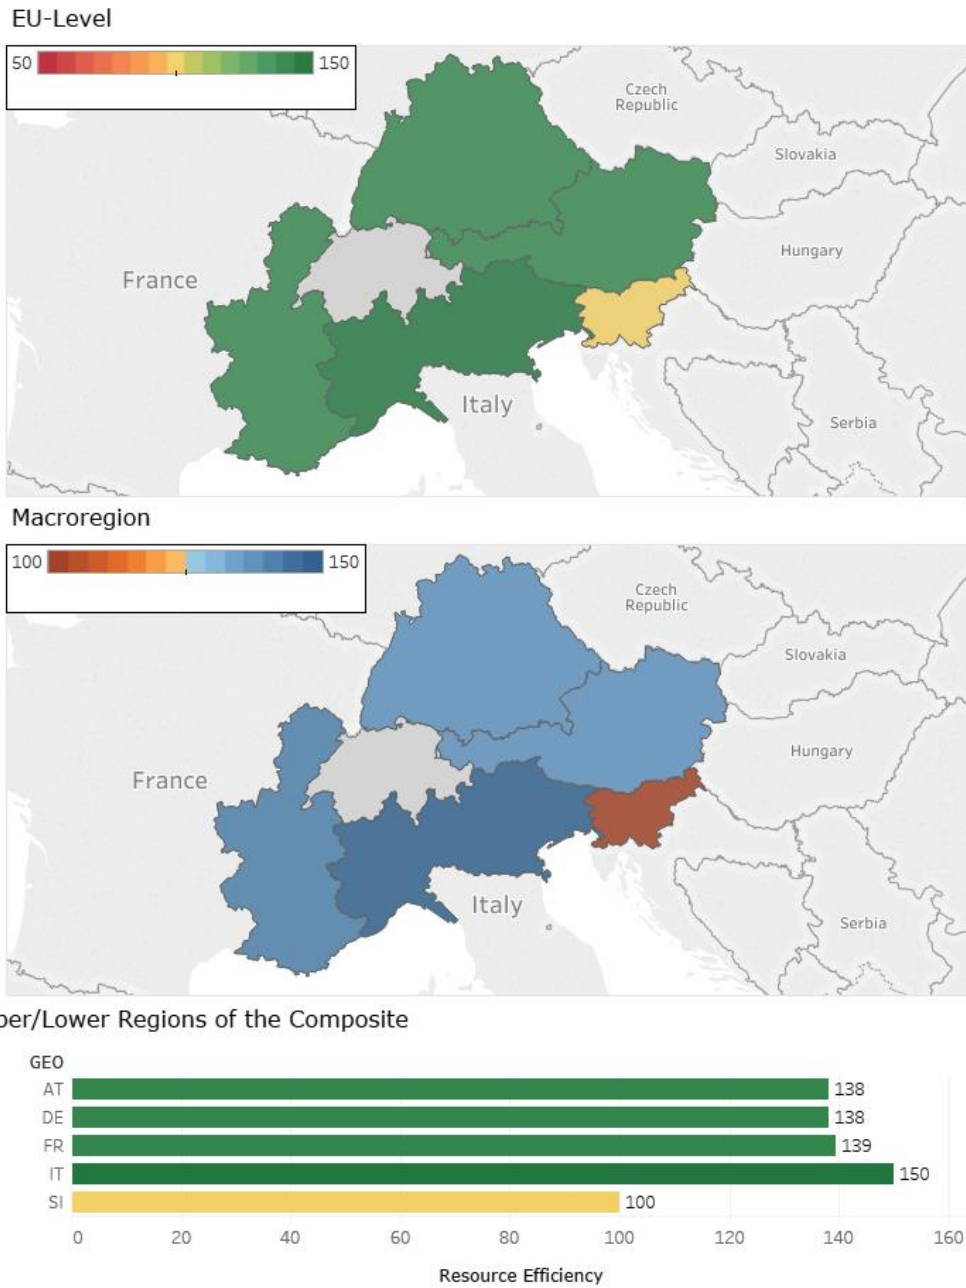 EU-Level
50 150
Czech
Republic
Slovakia
Hungary
France
Italy
Serbia
Macroregion
100 150
Czech
Republic
Slovakia
Hungary
France
Italy
Serbia
per/Lower Regions of the Composite
GEO
AT 138
DE 138
FR 139
IT 150
SI 100
0 20 40 60 80 100 120 140 160
Resource Efficiency